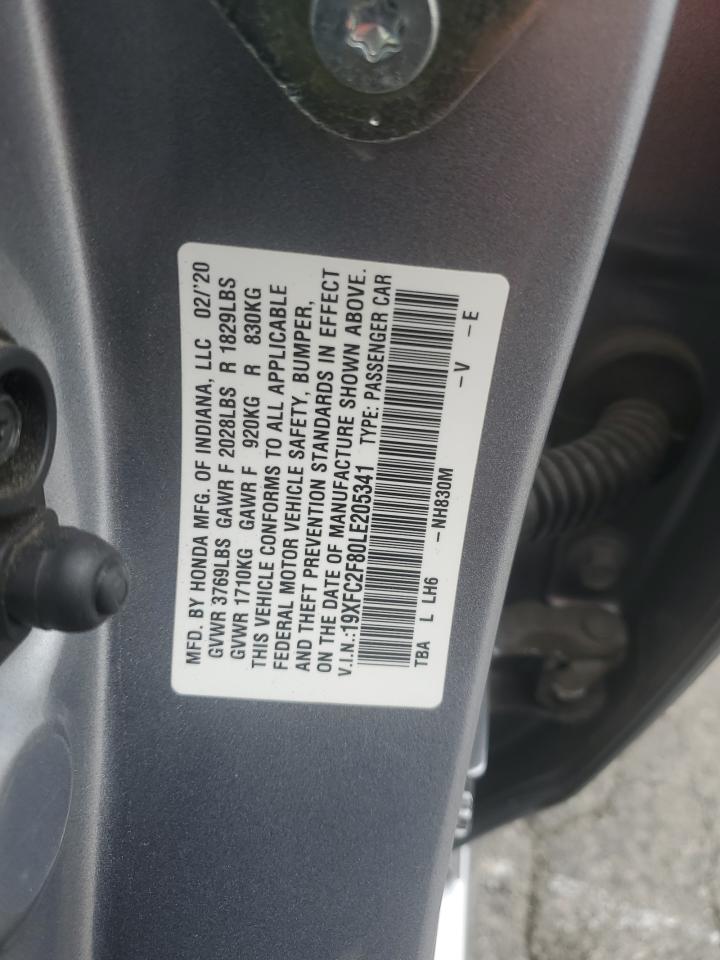 MFD. BY HONDA MFG. OF INDIANA, LLC 02/'20
GVWR 3769LBS GAWR F 2028LBS R 1829LBS
GVWR 1710KG GAWR F 920KG R 830KG
THIS VEHICLE CONFORMS TO ALL APPLICABLE
FEDERAL MOTOR VEHICLE SAFETY, BUMPER,
AND THEFT PREVENTION STANDARDS IN EFFECT
ON THE DATE OF MANUFACTURE SHOWN ABOVE.
V.I.N.:19XFC2F80LE205341 TYPE: PASSENGER CAR
TBA L LH6 -NH830M -V -E